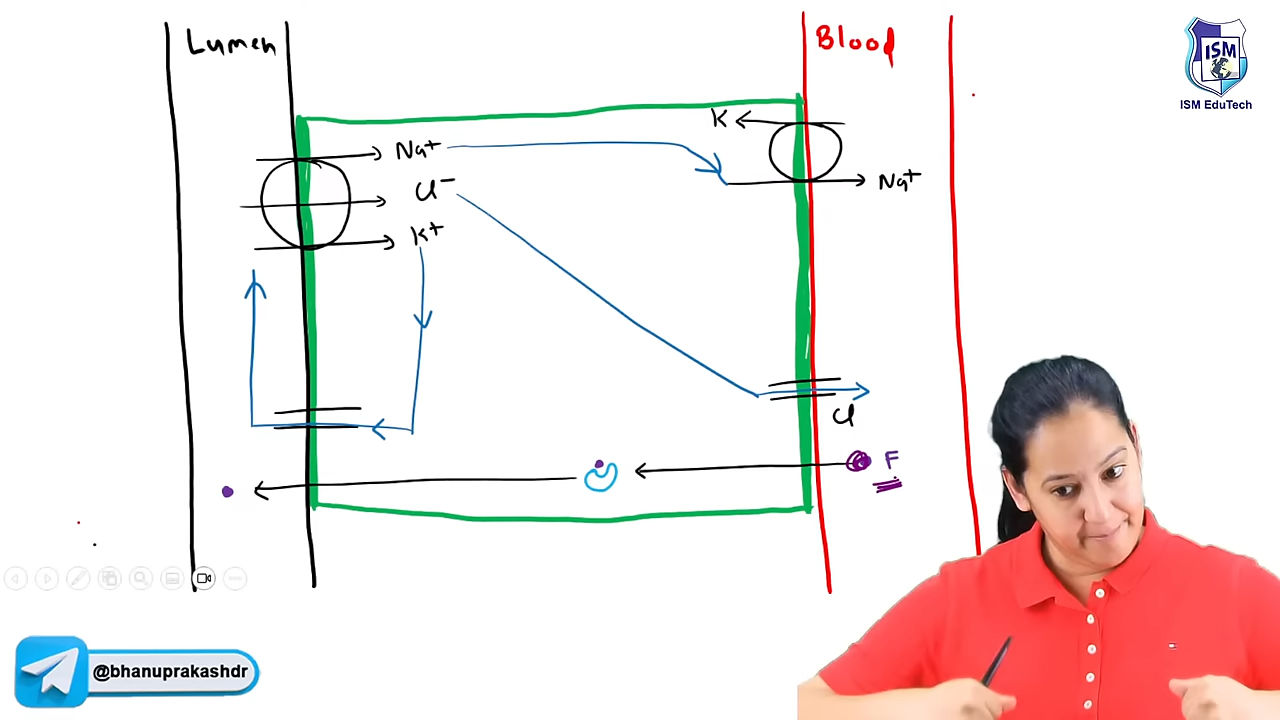 Lumen
Blood
ISM
ISM EduTech
K
Na+
Cl-
Na+
K+
Cl
F
@bhanuprakashdr